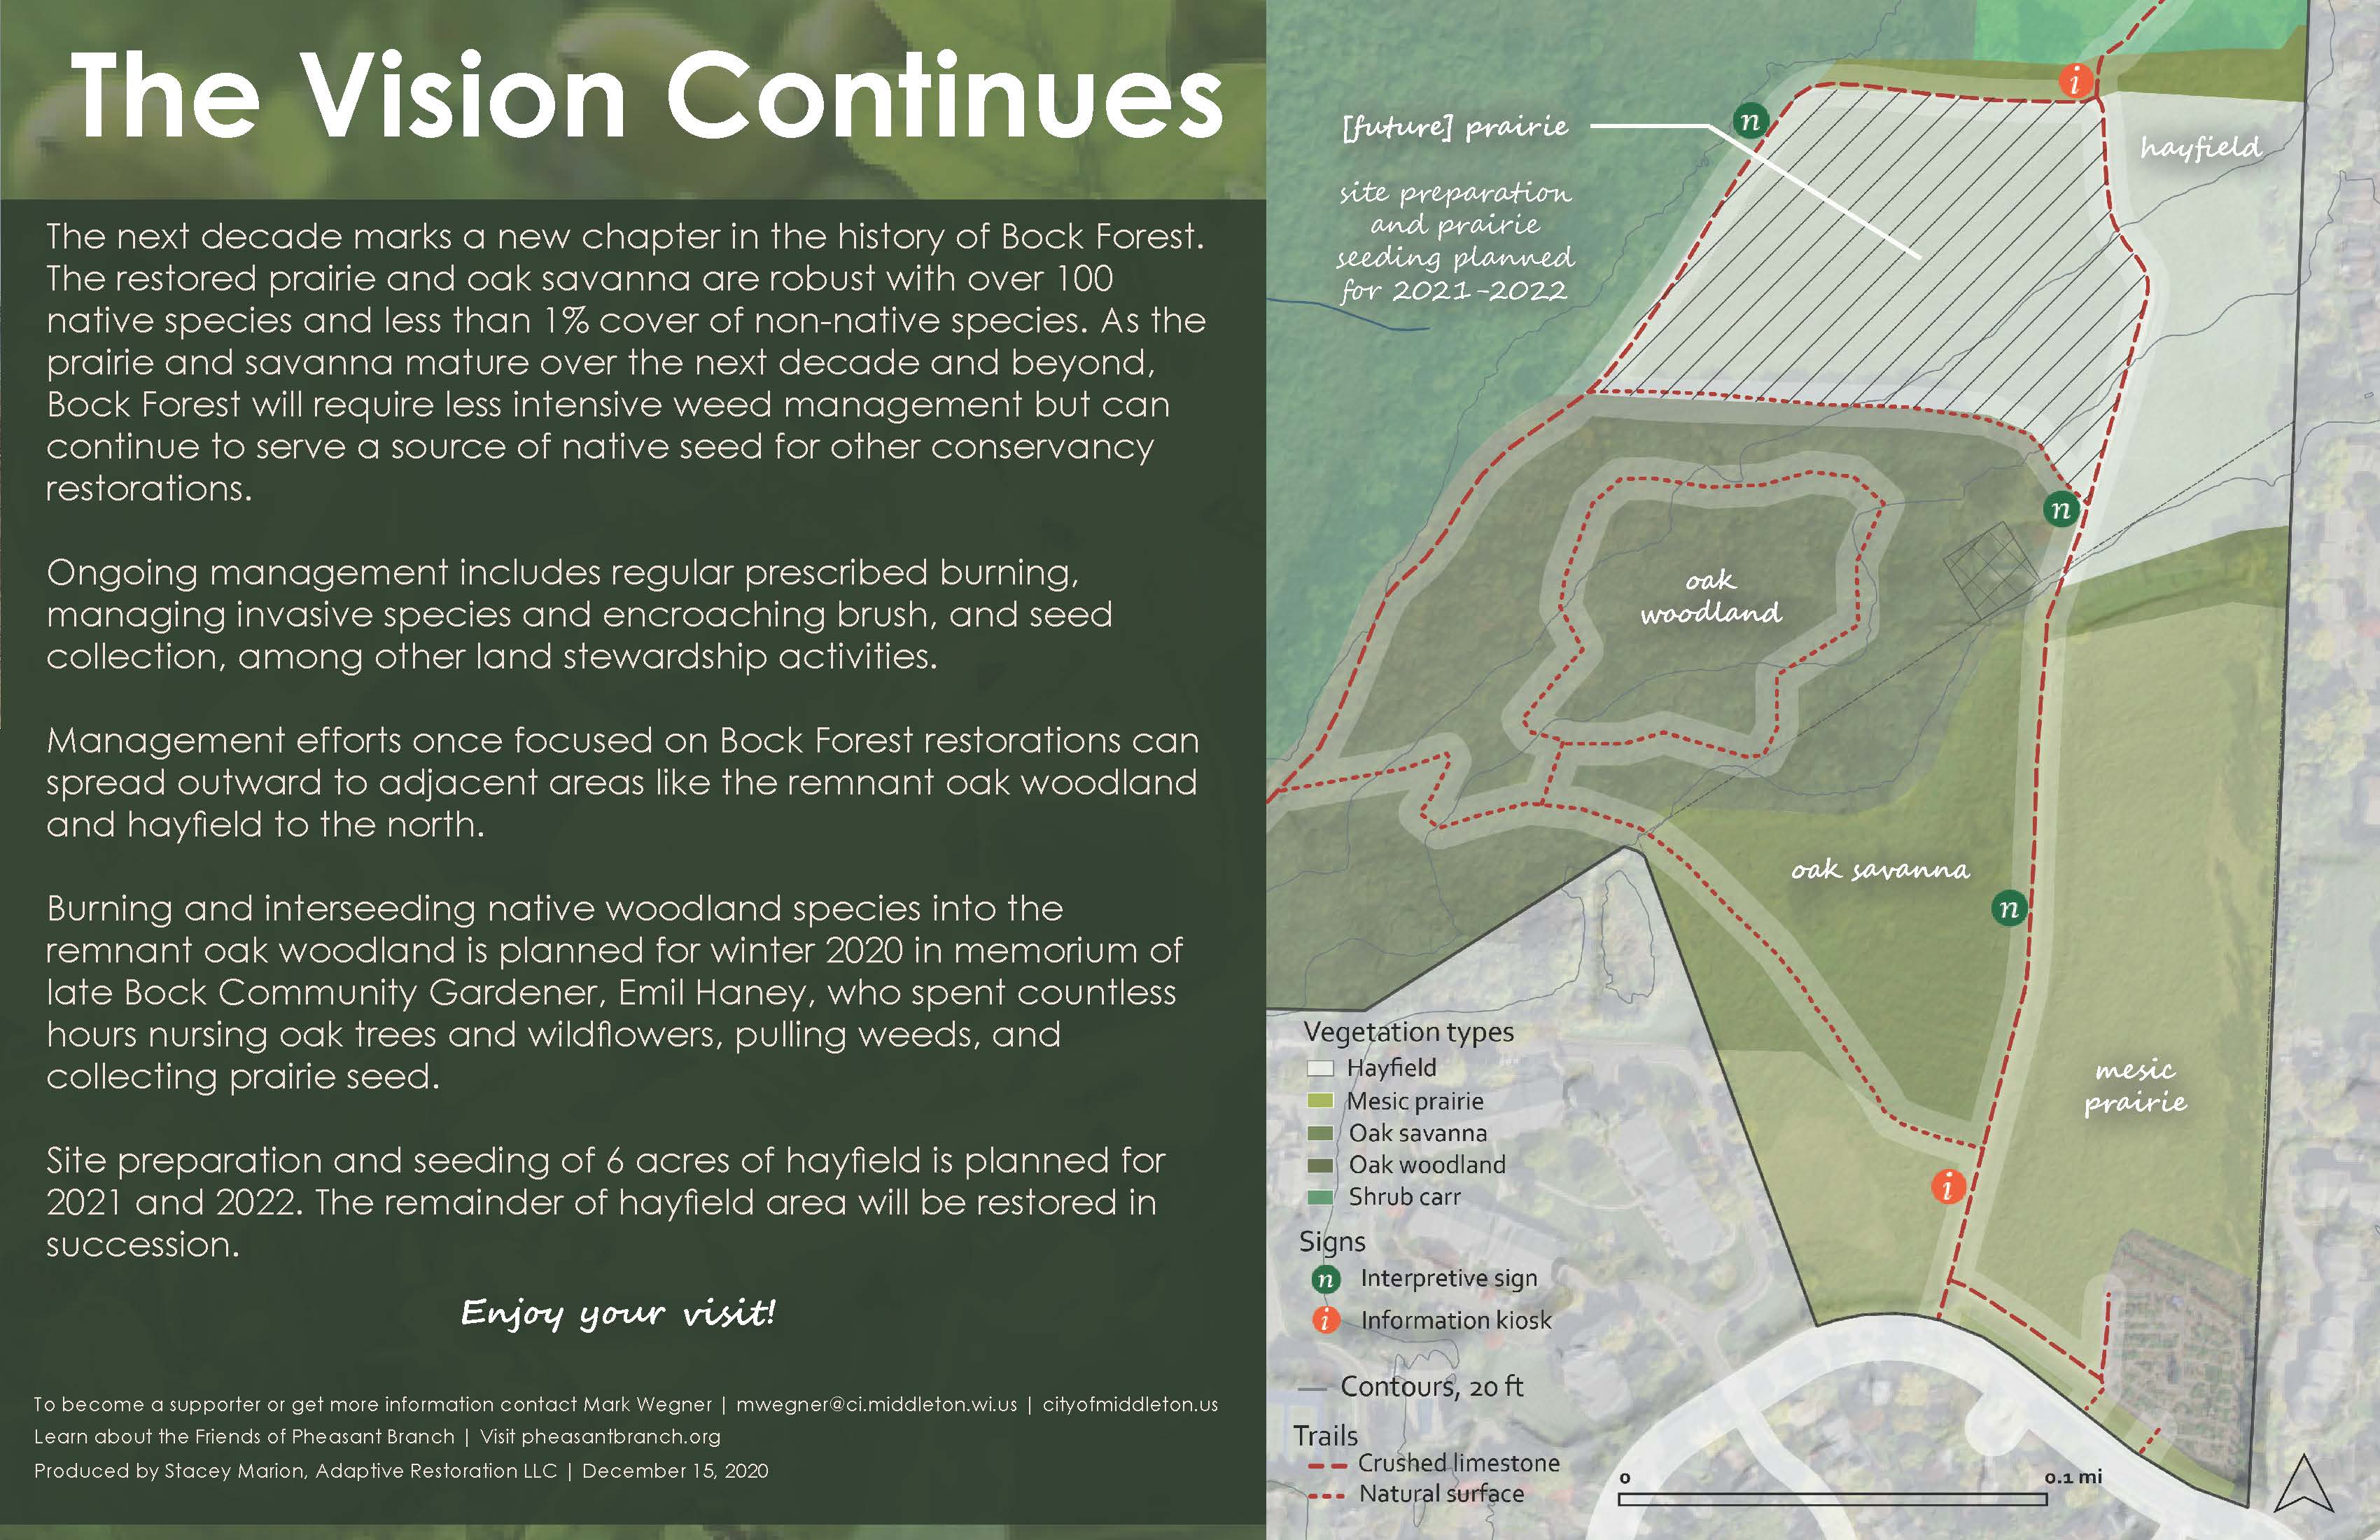 The Vision Continues
The next decade marks a new chapter in the history of Bock Forest.
The restored prairie and oak savanna are robust with over 100
native species and less than 1% cover of non-native species. As the
prairie and savanna mature over the next decade and beyond,
Bock Forest will require less intensive weed management but can
continue to serve a source of native seed for other conservancy
restorations.
Ongoing management includes regular prescribed burning,
managing invasive species and encroaching brush, and seed
collection, among other land stewardship activities.
Management efforts once focused on Bock Forest restorations can
spread outward to adjacent areas like the remnant oak woodland
and hayfield to the north.
Burning and interseeding native woodland species into the
remnant oak woodland is planned for winter 2020 in memorium of
late Bock Community Gardener, Emil Haney, who spent countless
hours nursing oak trees and wildflowers, pulling weeds, and
collecting prairie seed.
Site preparation and seeding of 6 acres of hayfield is planned for
2021 and 2022. The remainder of hayfield area will be restored in
succession.
Enjoy your visit!
To become a supporter or get more information contact Mark Wegner | mwegner@ci.middleton.wi.us | cityofmiddleton.us
Learn about the Friends of Pheasant Branch | Visit pheasantbranch.org
Produced by Stacey Marion, Adaptive Restoration LLC | December 15, 2020
i
n
[future] prairie
hayfield
site preparation
and prairie
seeding planned
for 2021-2022
n
oak
woodland
oak savanna
n
mesic
prairie
i
Vegetation types
Hayfield
Mesic prairie
Oak savanna
Oak woodland
Shrub carr
Signs
n Interpretive sign
i Information kiosk
Contours, 20 ft
Trails
Crushed limestone
Natural surface
0 0.1 mi